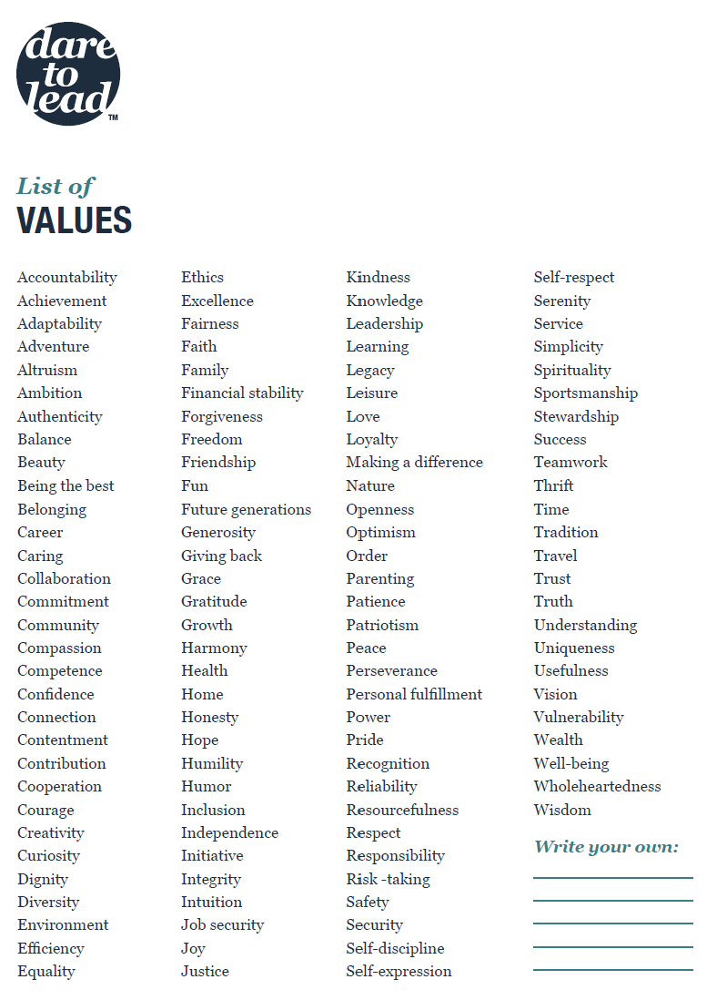 dare
to
lead
TM
List of
VALUES
Accountability
Achievement
Adaptability
Adventure
Altruism
Ambition
Authenticity
Balance
Beauty
Being the best
Belonging
Career
Caring
Collaboration
Commitment
Community
Compassion
Competence
Confidence
Connection
Contentment
Contribution
Cooperation
Courage
Creativity
Curiosity
Dignity
Diversity
Environment
Efficiency
Equality
Ethics
Excellence
Fairness
Faith
Family
Financial stability
Forgiveness
Freedom
Friendship
Fun
Future generations
Generosity
Giving back
Grace
Gratitude
Growth
Harmony
Health
Home
Honesty
Hope
Humility
Humor
Inclusion
Independence
Initiative
Integrity
Intuition
Job security
Joy
Justice
Kindness
Knowledge
Leadership
Learning
Legacy
Leisure
Love
Loyalty
Making a difference
Nature
Openness
Optimism
Order
Parenting
Patience
Patriotism
Peace
Perseverance
Personal fulfillment
Power
Pride
Recognition
Reliability
Resourcefulness
Respect
Responsibility
Risk -taking
Safety
Security
Self-discipline
Self-expression
Self-respect
Serenity
Service
Simplicity
Spirituality
Sportsmanship
Stewardship
Success
Teamwork
Thrift
Time
Tradition
Travel
Trust
Truth
Understanding
Uniqueness
Usefulness
Vision
Vulnerability
Wealth
Well-being
Wholeheartedness
Wisdom
Write your own: